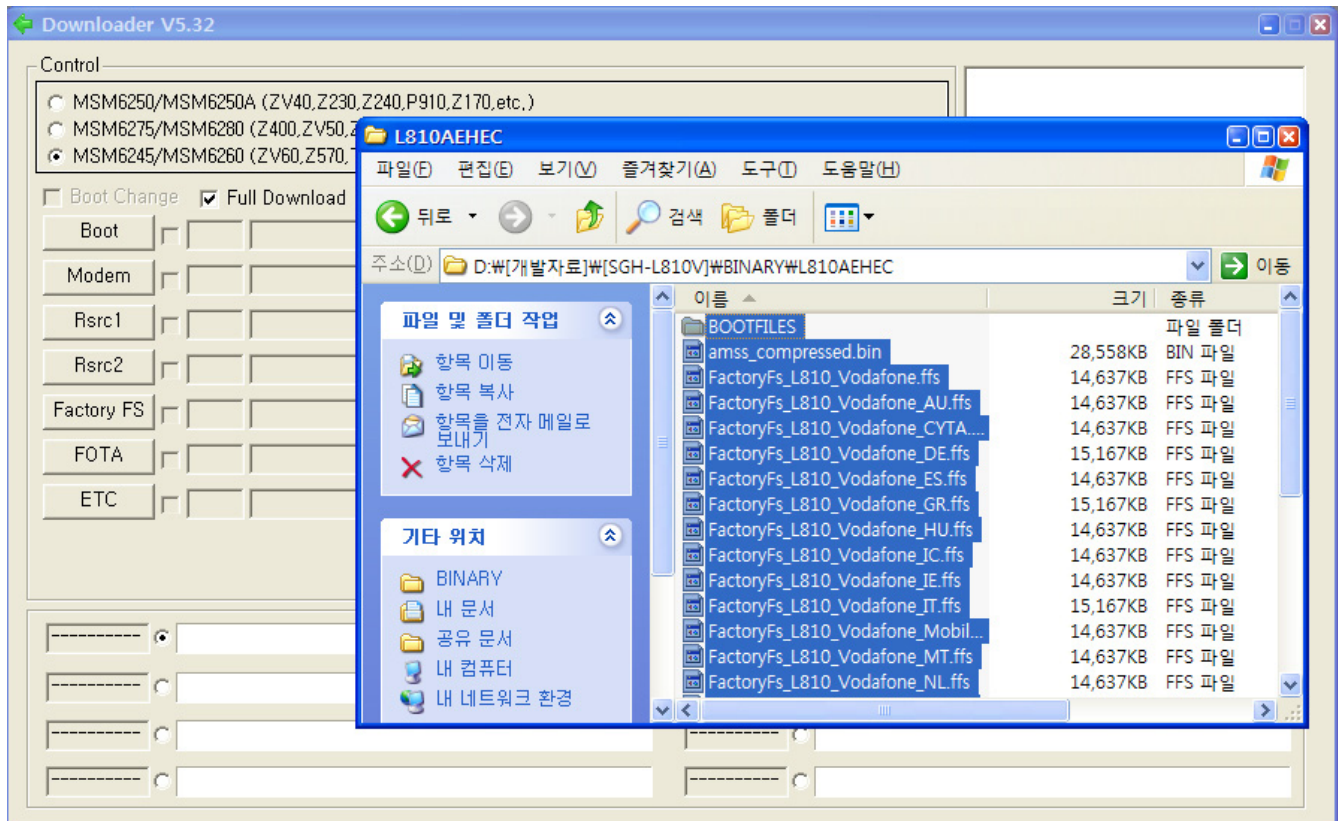 Downloader V5.32
Control
MSM6250/MSM6250A (ZV40,Z230,Z240,P910,Z170,etc,)
MSM6275/MSM6280 (Z400,ZV50,
MSM6245/MSM6260 (ZV60,Z570,
Boot Change
Full Download
Boot
Modem
Rsrc1
Rsrc2
Factory FS
FOTA
ETC
L810AEHEC
파일(F) 편집(E) 보기(V) 즐겨찾기(A) 도구(T) 도움말(H)
뒤로 검색 폴더
주소(D) D:₩[개발자료]₩[SGH-L810V]₩BINARY₩L810AEHEC 이동
파일 및 폴더 작업
항목 이동
항목 복사
항목을 전자 메일로
보내기
항목 삭제
기타 위치
BINARY
내 문서
공유 문서
내 컴퓨터
내 네트워크 환경
이름 크기 종류
BOOTFILES 파일 폴더
amss_compressed.bin 28,558KB BIN 파일
FactoryFs_L810_Vodafone.ffs 14,637KB FFS 파일
FactoryFs_L810_Vodafone_AU.ffs 14,637KB FFS 파일
FactoryFs_L810_Vodafone_CYTA.... 14,637KB FFS 파일
FactoryFs_L810_Vodafone_DE.ffs 15,167KB FFS 파일
FactoryFs_L810_Vodafone_ES.ffs 14,637KB FFS 파일
FactoryFs_L810_Vodafone_GR.ffs 15,167KB FFS 파일
FactoryFs_L810_Vodafone_HU.ffs 14,637KB FFS 파일
FactoryFs_L810_Vodafone_IC.ffs 14,637KB FFS 파일
FactoryFs_L810_Vodafone_IE.ffs 14,637KB FFS 파일
FactoryFs_L810_Vodafone_IT.ffs 15,167KB FFS 파일
FactoryFs_L810_Vodafone_Mobil... 14,637KB FFS 파일
FactoryFs_L810_Vodafone_MT.ffs 14,637KB FFS 파일
FactoryFs_L810_Vodafone_NL.ffs 14,637KB FFS 파일
----------
----------
----------
----------
----------
----------